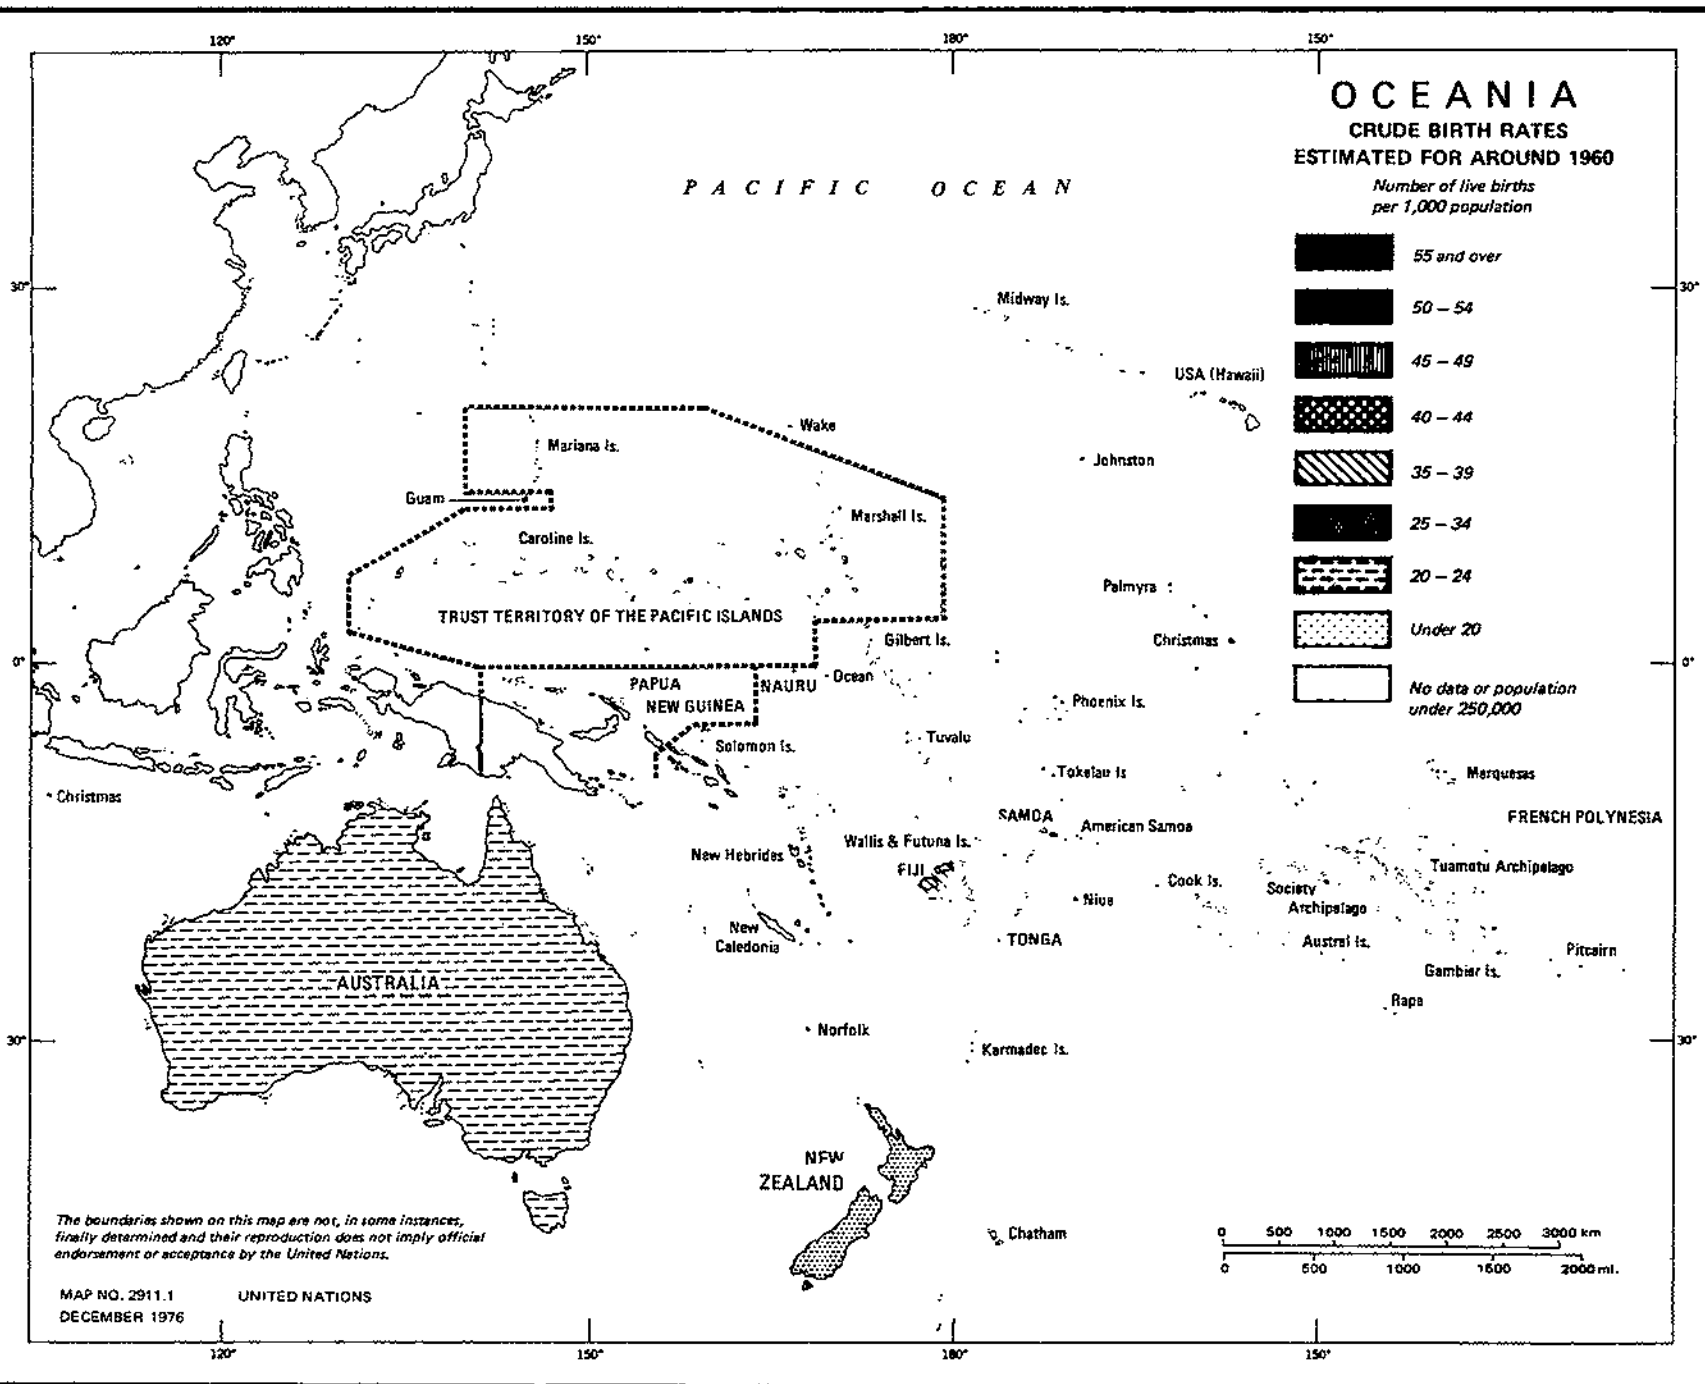 120° 150° 180° 150°
OCEANIA
CRUDE BIRTH RATES
ESTIMATED FOR AROUND 1960
Number of live births
per 1,000 population
55 and over
50 – 54
45 – 49
40 – 44
35 – 39
25 – 34
20 – 24
Under 20
No data or population
under 250,000
PACIFIC OCEAN
30° 30°
Midway Is.
USA (Hawaii)
Wake
Mariana Is.
Johnston
Guam
Marshall Is.
Caroline Is.
Palmyra
TRUST TERRITORY OF THE PACIFIC ISLANDS
Gilbert Is.
Christmas
0° 0°
Ocean
PAPUA
NEW GUINEA
NAURU
Phoenix Is.
Solomon Is.
Tuvalu
Tokelau Is
Marquesas
Christmas
SAMOA
FRENCH POLYNESIA
American Samoa
Wallis & Futuna Is.
New Hebrides
FIJI
Tuamotu Archipelago
Cook Is.
Society
Archipelago
Niue
New
Caledonia
TONGA
Austral Is.
Pitcairn
Gambier Is.
AUSTRALIA
Rapa
Norfolk
30° 30°
Kermadec Is.
NEW
ZEALAND
Chatham
The boundaries shown on this map are not, in some instances,
finally determined and their reproduction does not imply official
endorsement or acceptance by the United Nations.
0 500 1000 1500 2000 2500 3000 km
0 500 1000 1500 2000 mi.
MAP NO. 2911.1 UNITED NATIONS
DECEMBER 1976
120° 150° 180° 150°